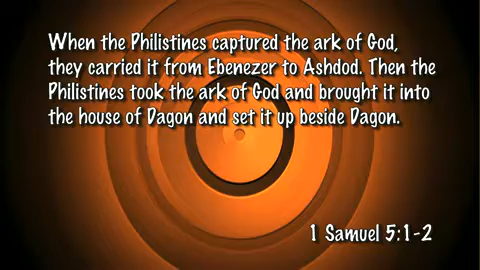 When the Philistines captured the ark of God,
they carried it from Ebenezer to Ashdod. Then the
Philistines took the ark of God and brought it into
the house of Dagon and set it up beside Dagon.
1 Samuel 5:1-2